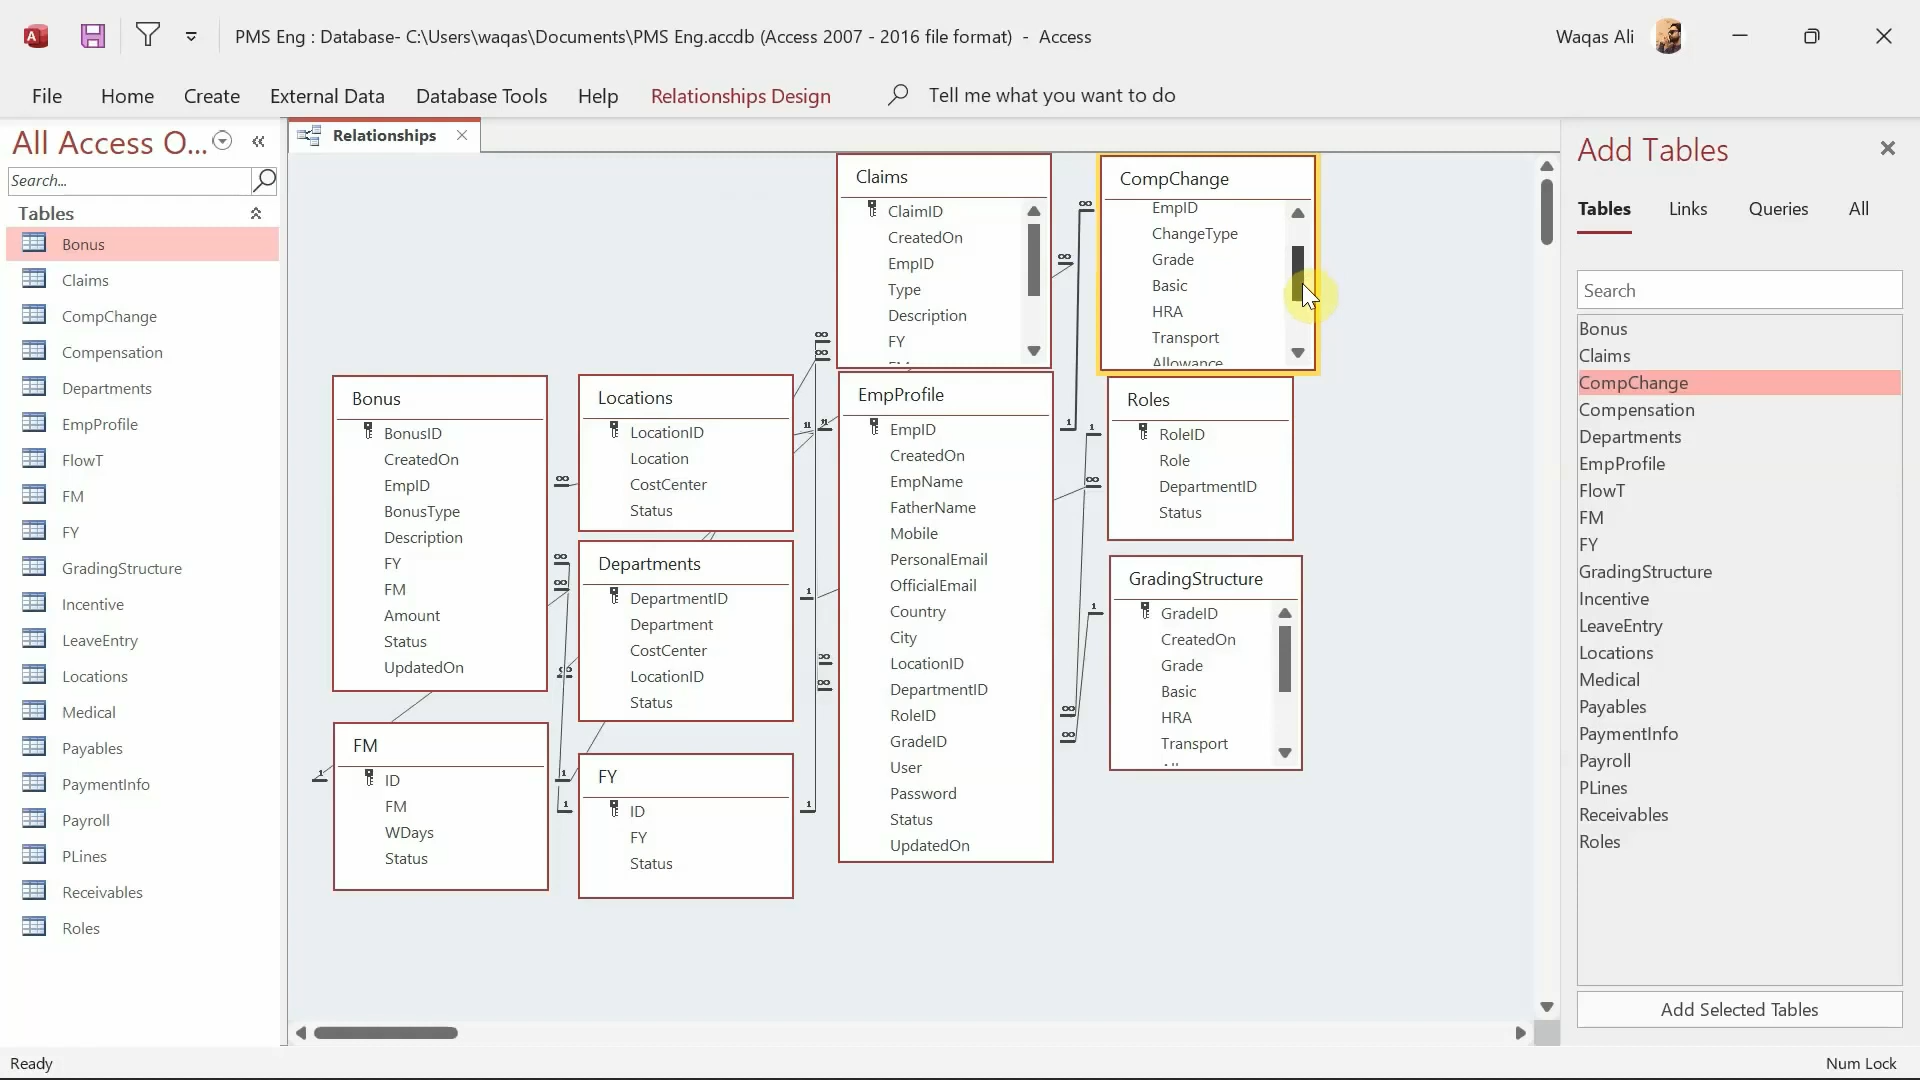 PMS Eng : Database- C:\Users\waqas\Documents\PMS Eng.accdb (Access 2007 - 2016 file format) - Access
Waqas Ali
File Home Create External Data Database Tools Help Relationships Design Tell me what you want to do
All Access O...
Search...
Tables
Bonus
Claims
CompChange
Compensation
Departments
EmpProfile
FlowT
FM
FY
GradingStructure
Incentive
LeaveEntry
Locations
Medical
Payables
PaymentInfo
Payroll
PLines
Receivables
Roles
Relationships
Claims
ClaimID
CreatedOn
EmpID
Type
Description
FY
CompChange
EmpID
ChangeType
Grade
Basic
HRA
Transport
Allowance
Bonus
BonusID
CreatedOn
EmpID
BonusType
Description
FY
FM
Amount
Status
UpdatedOn
Locations
LocationID
Location
CostCenter
Status
Departments
DepartmentID
Department
CostCenter
LocationID
Status
FM
ID
FM
WDays
Status
FY
ID
FY
Status
EmpProfile
EmpID
CreatedOn
EmpName
FatherName
Mobile
PersonalEmail
OfficialEmail
Country
City
LocationID
DepartmentID
RoleID
GradeID
User
Password
Status
UpdatedOn
Roles
RoleID
Role
DepartmentID
Status
GradingStructure
GradeID
CreatedOn
Grade
Basic
HRA
Transport
Add Tables
Tables Links Queries All
Search
Bonus
Claims
CompChange
Compensation
Departments
EmpProfile
FlowT
FM
FY
GradingStructure
Incentive
LeaveEntry
Locations
Medical
Payables
PaymentInfo
Payroll
PLines
Receivables
Roles
Add Selected Tables
Ready
Num Lock